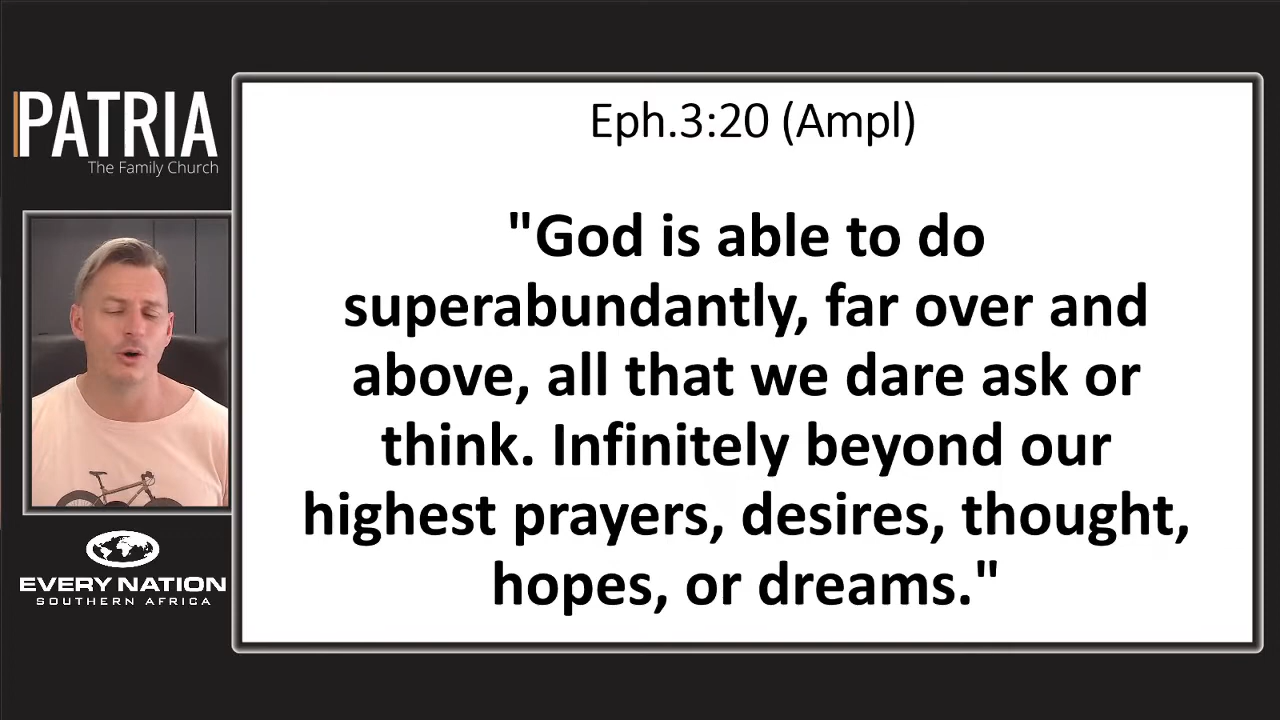 PATRIA
The Family Church
EVERY NATION
SOUTHERN AFRICA
Eph.3:20 (Ampl)
"God is able to do
superabundantly, far over and
above, all that we dare ask or
think. Infinitely beyond our
highest prayers, desires, thought,
hopes, or dreams."